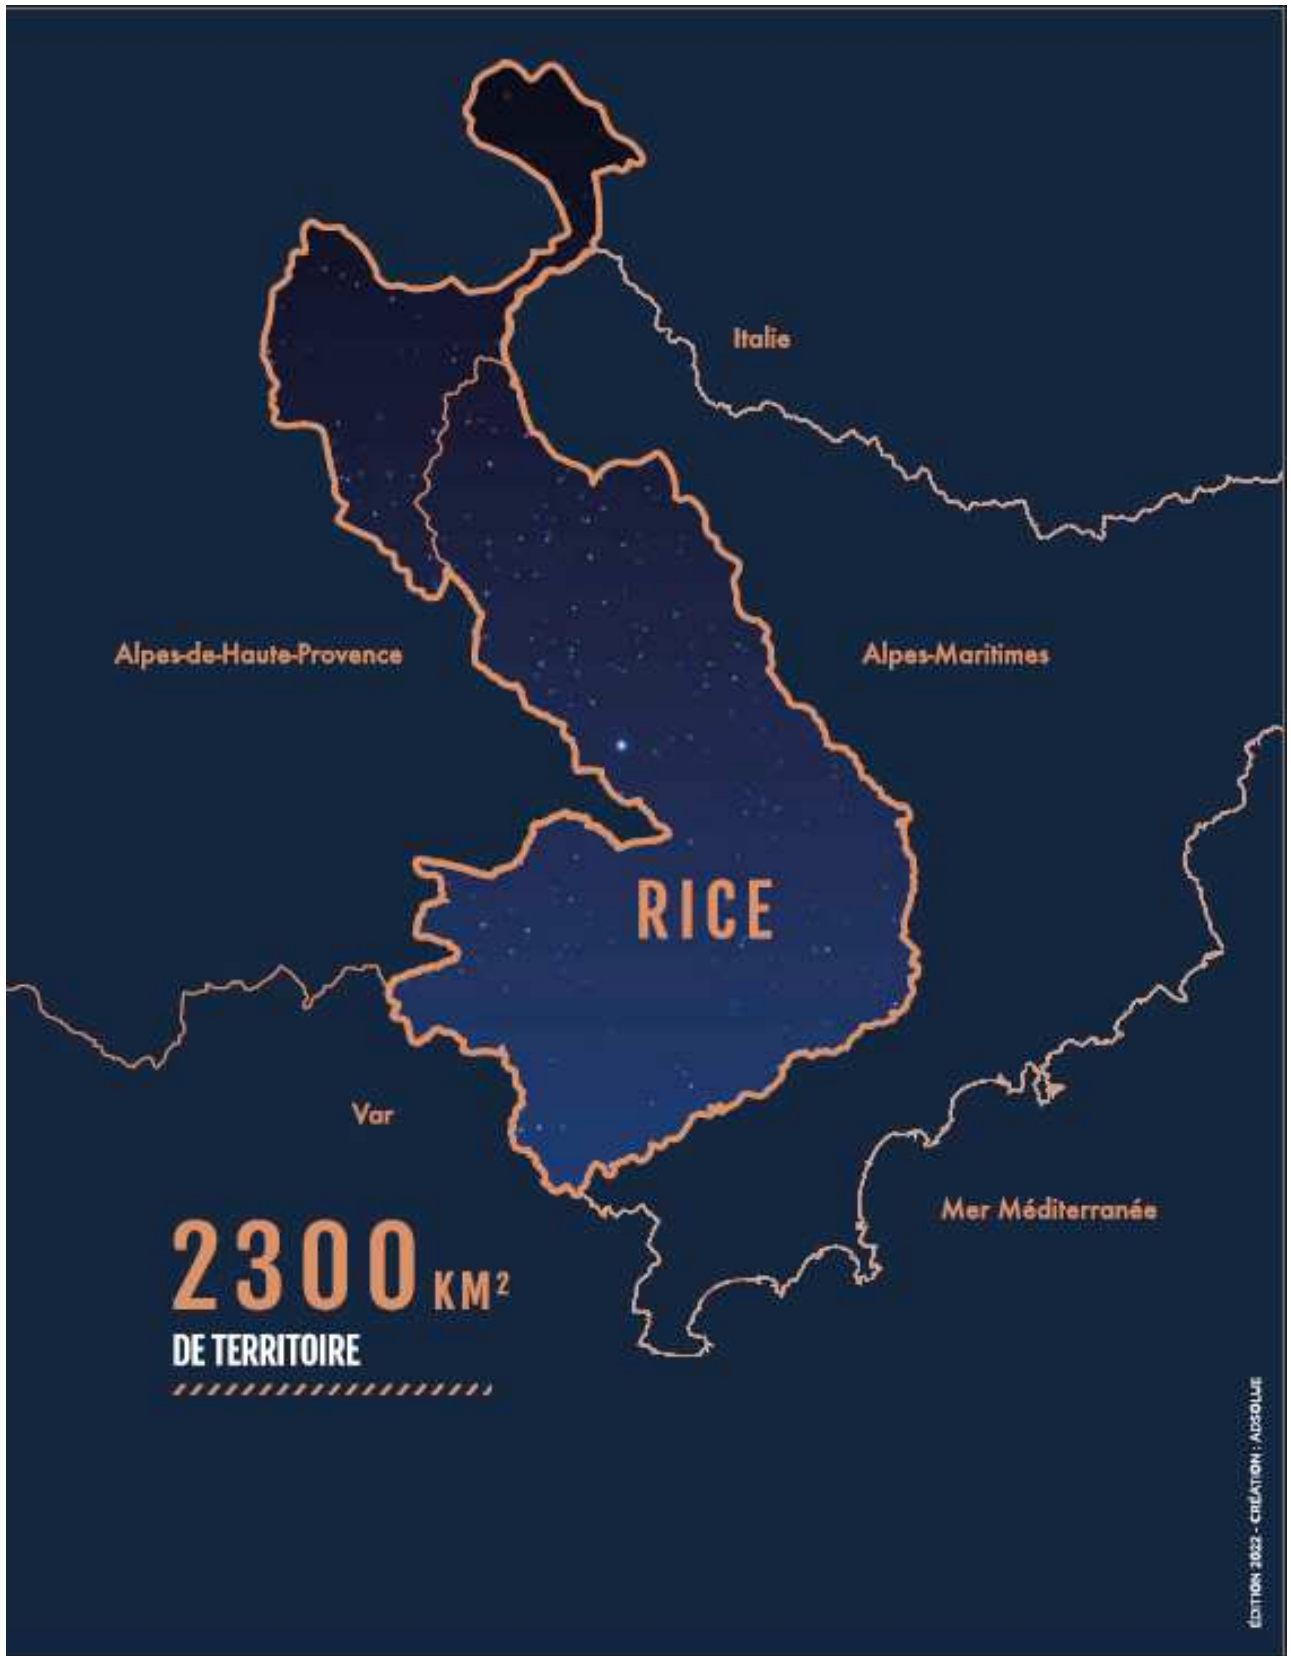 Italie
Alpes-de-Haute-Provence
Alpes-Maritimes
RICE
Var
Mer Méditerranée
2300 KM²
DE TERRITOIRE
ÉDITION 2022 - CRÉATION : ADSOLUE